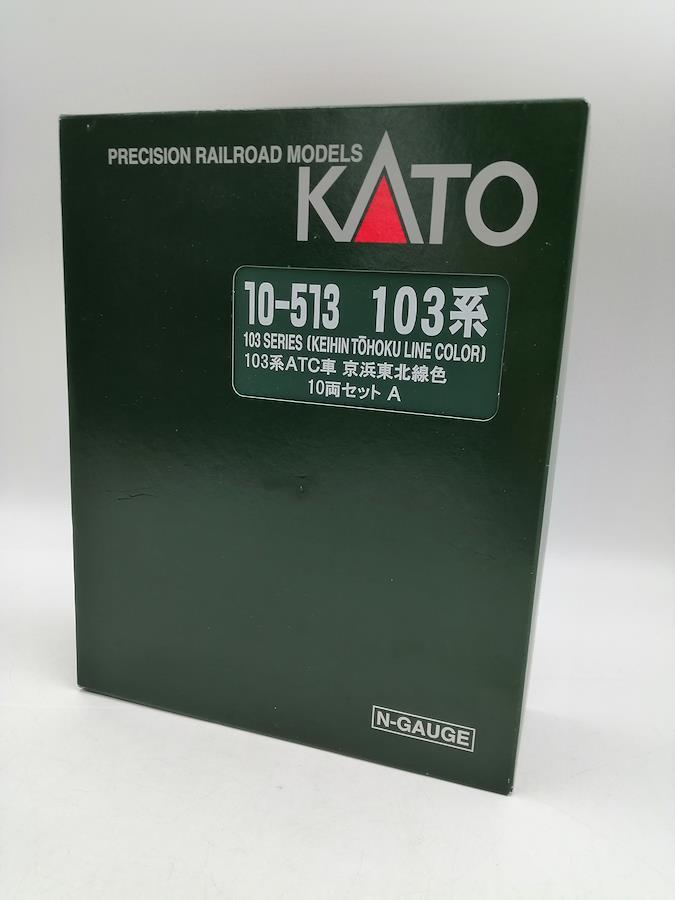 PRECISION RAILROAD MODELS
KATO
10-513 103系
103 SERIES (KEIHIN TŌHOKU LINE COLOR)
103系ATC車 京浜東北線色
10両セット A
N-GAUGE